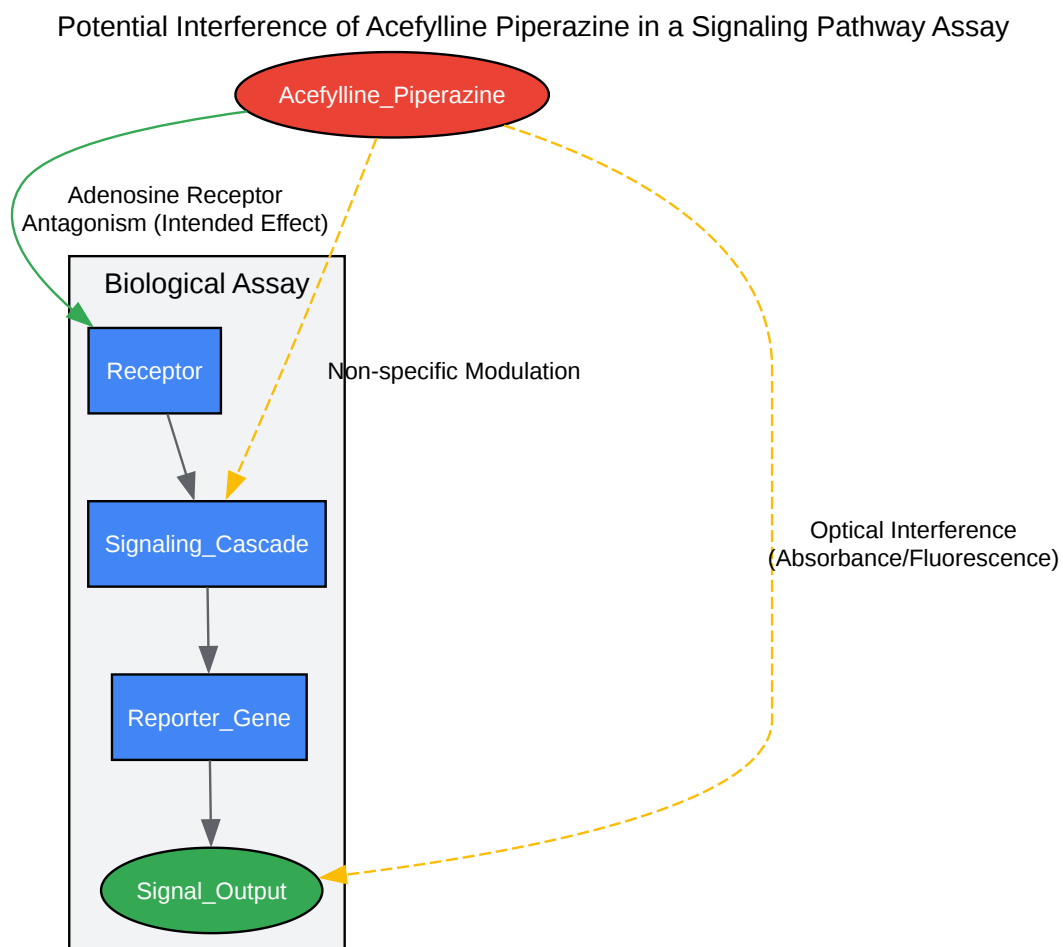 Potential Interference of Acefylline Piperazine in a Signaling Pathway Assay
Acefylline_Piperazine
Adenosine Receptor
Antagonism (Intended Effect)
Biological Assay
Receptor
Non-specific Modulation
Signaling_Cascade
Optical Interference
(Absorbance/Fluorescence)
Reporter_Gene
Signal_Output